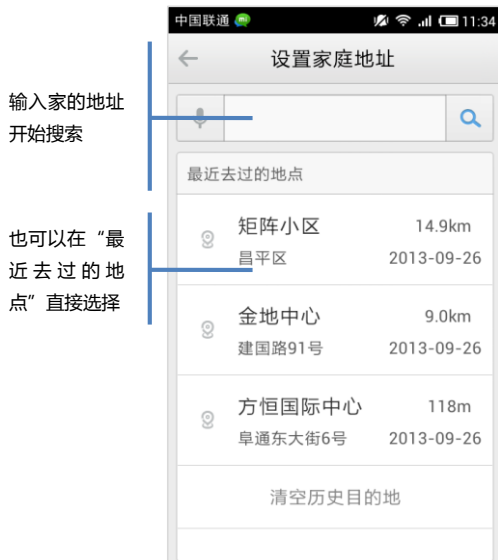 中国联通
11:34
设置家庭地址
输入家的地址
开始搜索
最近去过的地点
也可以在“最
近去过的地
点”直接选择
矩阵小区 14.9km
昌平区 2013-09-26
金地中心 9.0km
建国路91号 2013-09-26
方恒国际中心 118m
阜通东大街6号 2013-09-26
清空历史目的地